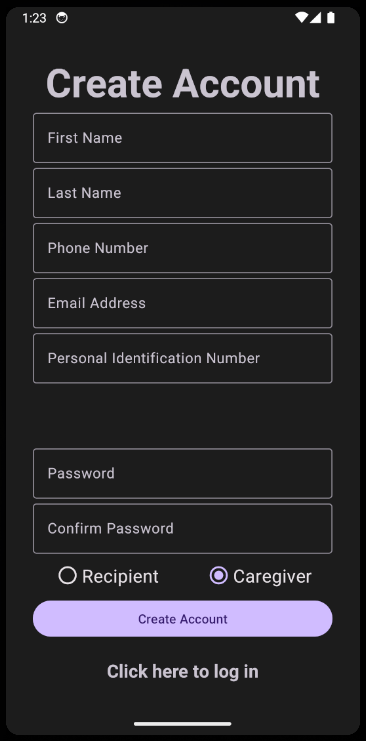 1:23
Create Account
First Name
Last Name
Phone Number
Email Address
Personal Identification Number
Password
Confirm Password
Recipient Caregiver
Create Account
Click here to log in